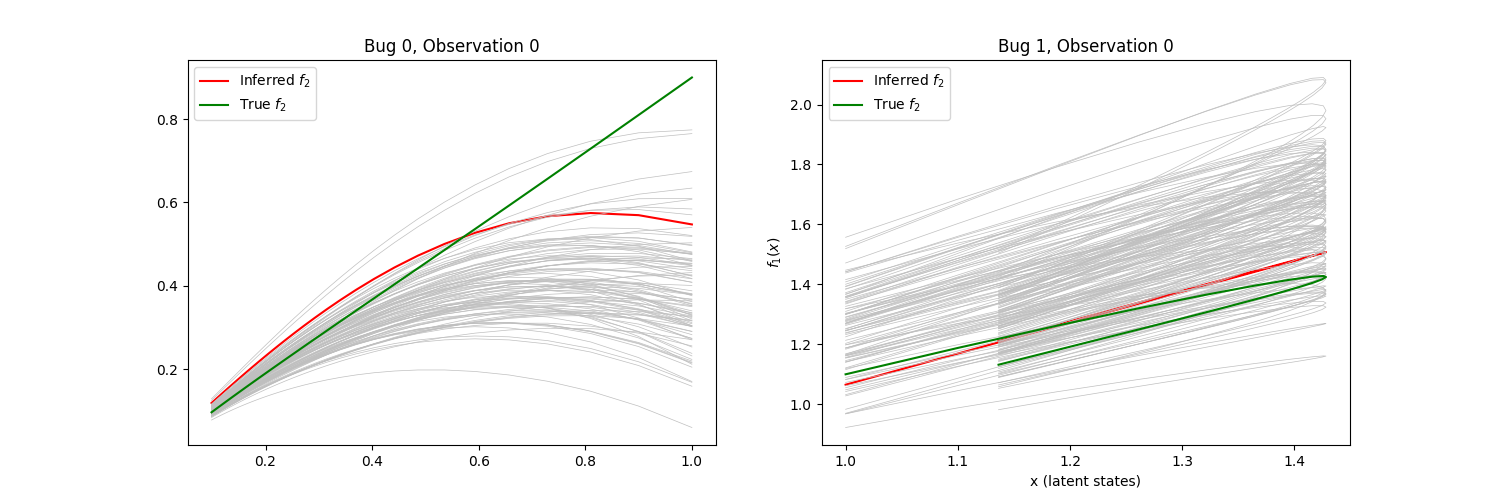 Bug 0, Observation 0
Inferred f₂
True f₂
0.8
0.6
0.4
0.2
0.2 0.4 0.6 0.8 1.0
Bug 1, Observation 0
Inferred f₂
True f₂
f₁(x)
2.0
1.8
1.6
1.4
1.2
1.0
1.0 1.1 1.2 1.3 1.4
x (latent states)